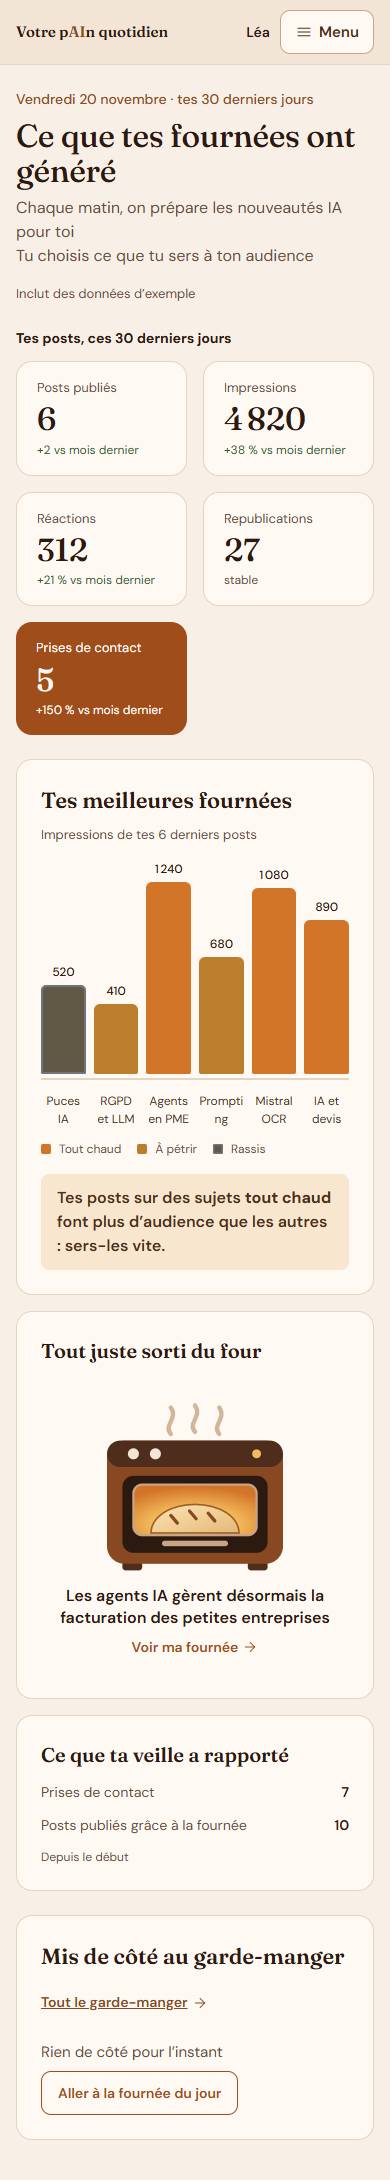 Votre pAIn quotidien
Léa
Menu
Vendredi 20 novembre · tes 30 derniers jours
Ce que tes fournées ont
généré
Chaque matin, on prépare les nouveautés IA
pour toi
Tu choisis ce que tu sers à ton audience
Inclut des données d’exemple
Tes posts, ces 30 derniers jours
Posts publiés
6
+2 vs mois dernier
Impressions
4 820
+38 % vs mois dernier
Réactions
312
+21 % vs mois dernier
Republications
27
stable
Prises de contact
5
+150 % vs mois dernier
Tes meilleures fournées
Impressions de tes 6 derniers posts
520
410
1 240
680
1 080
890
Puces
IA
RGPD
et LLM
Agents
en PME
Prompti
ng
Mistral
OCR
IA et
devis
Tout chaud
À pétrir
Rassis
Tes posts sur des sujets tout chaud
font plus d’audience que les autres
: sers-les vite.
Tout juste sorti du four
Les agents IA gèrent désormais la
facturation des petites entreprises
Voir ma fournée →
Ce que ta veille a rapporté
Prises de contact 7
Posts publiés grâce à la fournée 10
Depuis le début
Mis de côté au garde-manger
Tout le garde-manger →
Rien de côté pour l’instant
Aller à la fournée du jour